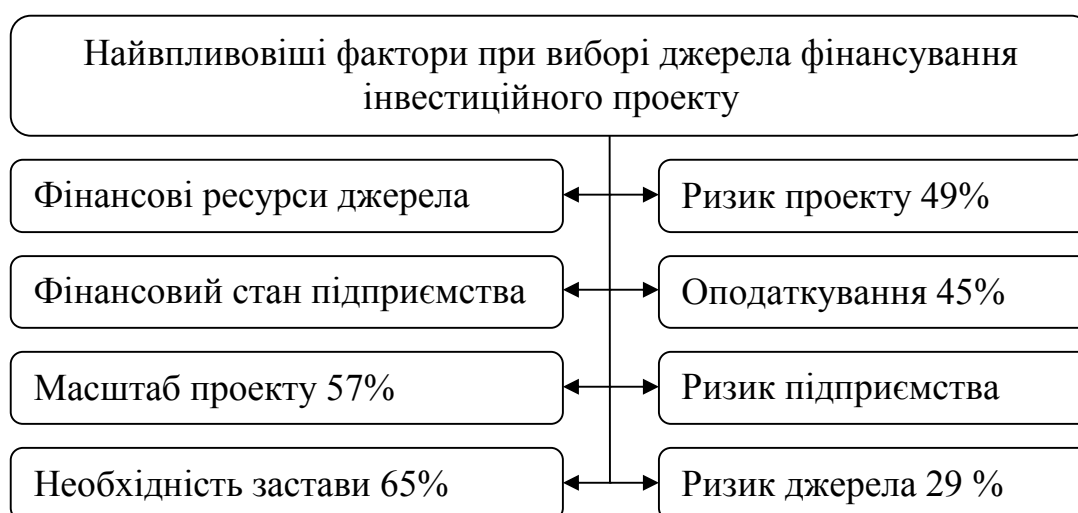 Найвпливовіші фактори при виборі джерела фінансування
інвестиційного проекту
Фінансові ресурси джерела
Ризик проекту 49%
Фінансовий стан підприємства
Оподаткування 45%
Масштаб проекту 57%
Ризик підприємства
Необхідність застави 65%
Ризик джерела 29 %